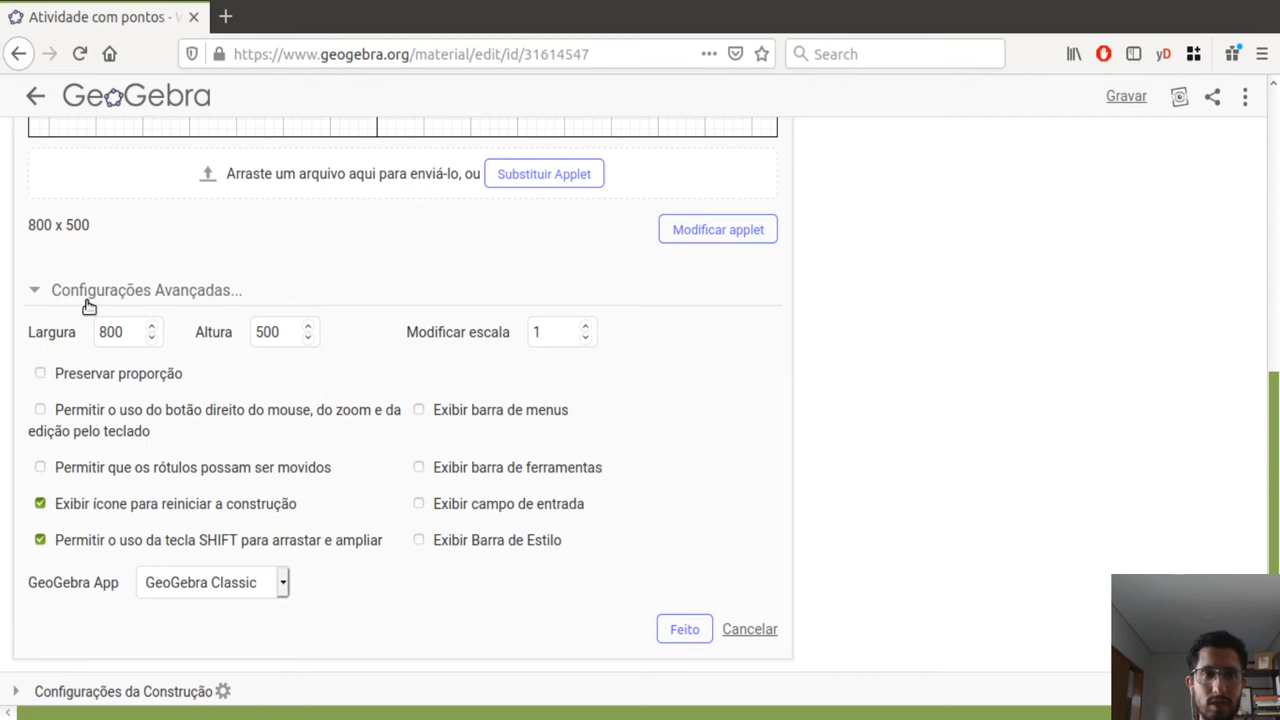 Atividade com pontos -
https://www.geogebra.org/material/edit/id/31614547
Search
yD
GeoGebra
Gravar
Arraste um arquivo aqui para enviá-lo, ou
Substituir Applet
800 x 500
Modificar applet
Configurações Avançadas...
Largura 800 Altura 500 Modificar escala 1
Preservar proporção
Permitir o uso do botão direito do mouse, do zoom e da
edição pelo teclado
Exibir barra de menus
Permitir que os rótulos possam ser movidos
Exibir barra de ferramentas
Exibir ícone para reiniciar a construção
Exibir campo de entrada
Permitir o uso da tecla SHIFT para arrastar e ampliar
Exibir Barra de Estilo
GeoGebra App GeoGebra Classic
Feito Cancelar
Configurações da Construção